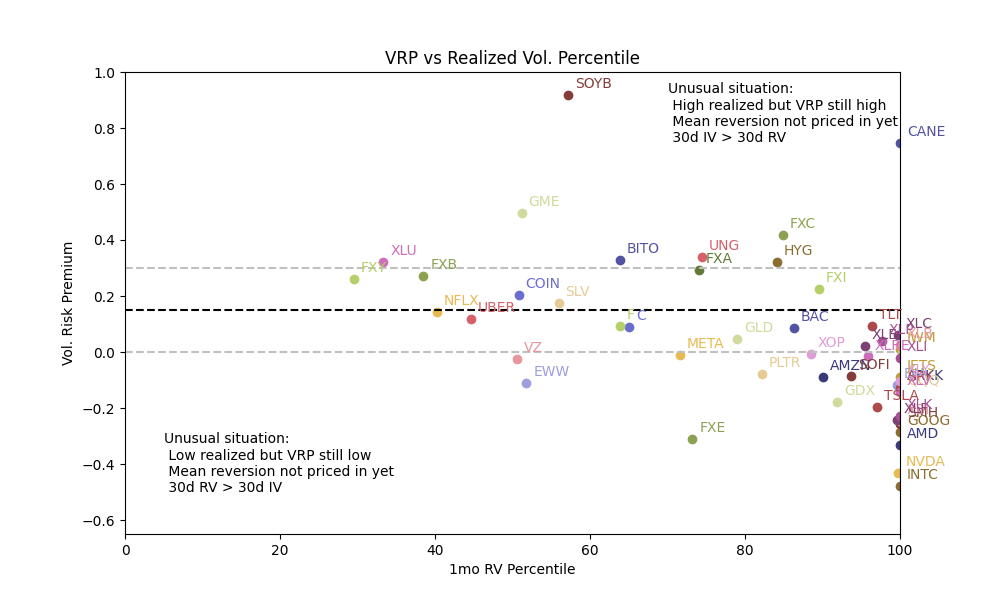 VRP vs Realized Vol. Percentile
1.0
0.8
0.6
0.4
0.2
0.0
−0.2
−0.4
−0.6
Vol. Risk Premium
0
20
40
60
80
100
1mo RV Percentile
Unusual situation:
High realized but VRP still high
Mean reversion not priced in yet
30d IV > 30d RV
Unusual situation:
Low realized but VRP still low
Mean reversion not priced in yet
30d RV > 30d IV
SOYB
CANE
GME
FXC
XLU
BITO
UNG
HYG
FXB
FXA
FXI
COIN
SLV
NFLX
UBER
F
C
BAC
TLT
XLC
GLD
XOP
XLI
VZ
META
EWW
PLTR
AMZN
SOFI
JETS
ARKK
GDX
TSLA
XLK
GOOG
FXE
AMD
NVDA
INTC